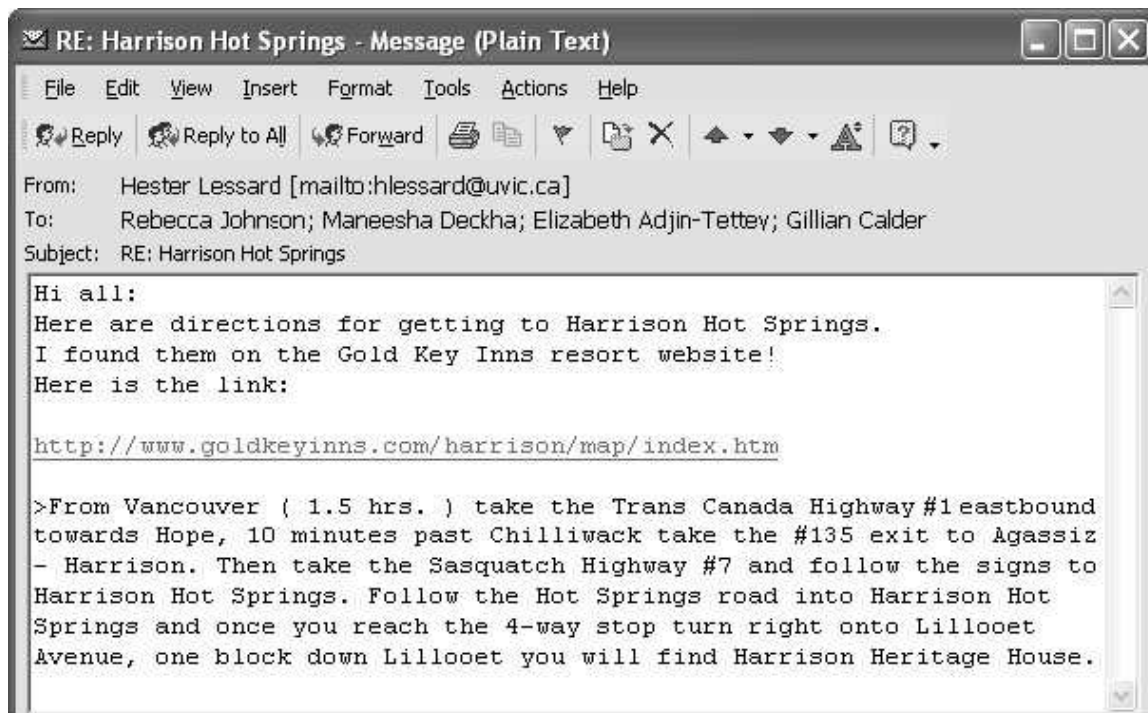 RE: Harrison Hot Springs - Message (Plain Text)
File Edit View Insert Format Tools Actions Help
Reply Reply to All Forward
From: Hester Lessard [mailto:hlessard@uvic.ca]
To: Rebecca Johnson; Maneesha Deckha; Elizabeth Adjin-Tettey; Gillian Calder
Subject: RE: Harrison Hot Springs
Hi all:
Here are directions for getting to Harrison Hot Springs.
I found them on the Gold Key Inns resort website!
Here is the link:
http://www.goldkeyinns.com/harrison/map/index.htm
>From Vancouver ( 1.5 hrs. ) take the Trans Canada Highway #1 eastbound
towards Hope, 10 minutes past Chilliwack take the #135 exit to Agassiz
- Harrison. Then take the Sasquatch Highway #7 and follow the signs to
Harrison Hot Springs. Follow the Hot Springs road into Harrison Hot
Springs and once you reach the 4-way stop turn right onto Lillooet
Avenue, one block down Lillooet you will find Harrison Heritage House.